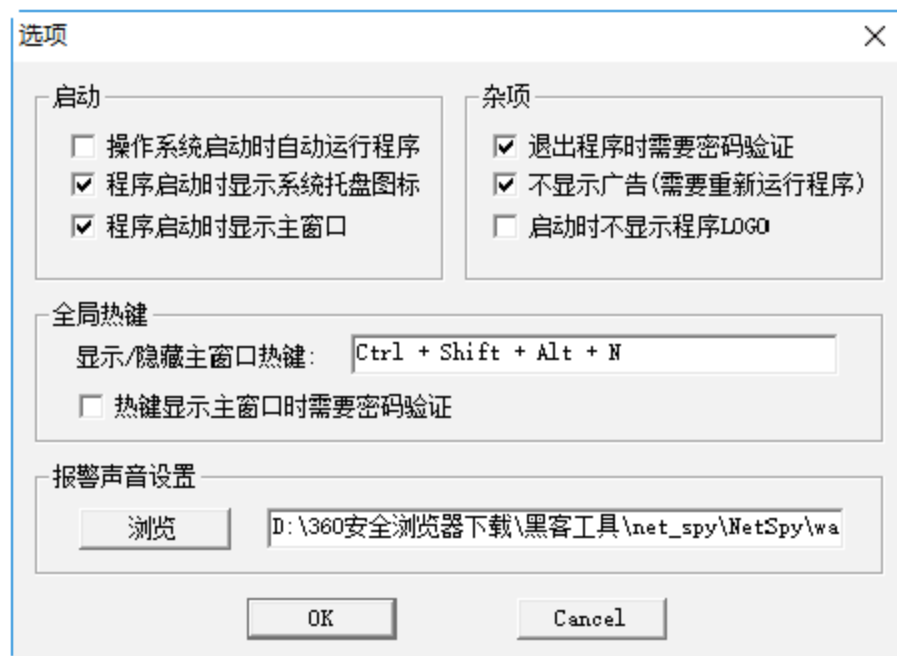 选项
启动
操作系统启动时自动运行程序
程序启动时显示系统托盘图标
程序启动时显示主窗口
杂项
退出程序时需要密码验证
不显示广告(需要重新运行程序)
启动时不显示程序LOGO
全局热键
显示/隐藏主窗口热键:
Ctrl + Shift + Alt + N
热键显示主窗口时需要密码验证
报警声音设置
浏览
D:\360安全浏览器下载\黑客工具\net_spy\NetSpy\wa
OK
Cancel